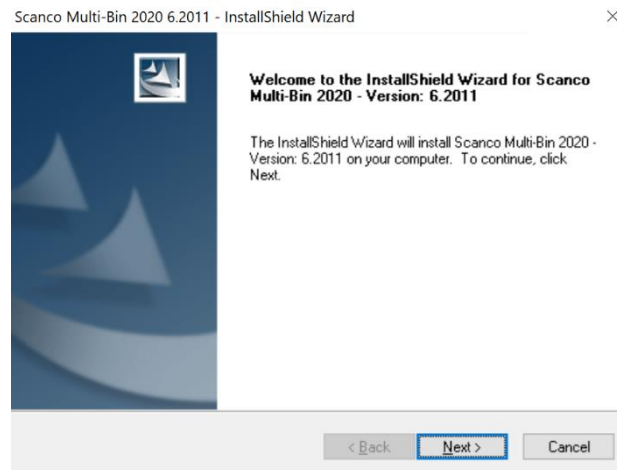 Scanco Multi-Bin 2020 6.2011 - InstallShield Wizard
Welcome to the InstallShield Wizard for Scanco
Multi-Bin 2020 - Version: 6.2011
The InstallShield Wizard will install Scanco Multi-Bin 2020 -
Version: 6.2011 on your computer. To continue, click
Next.
< Back Next > Cancel